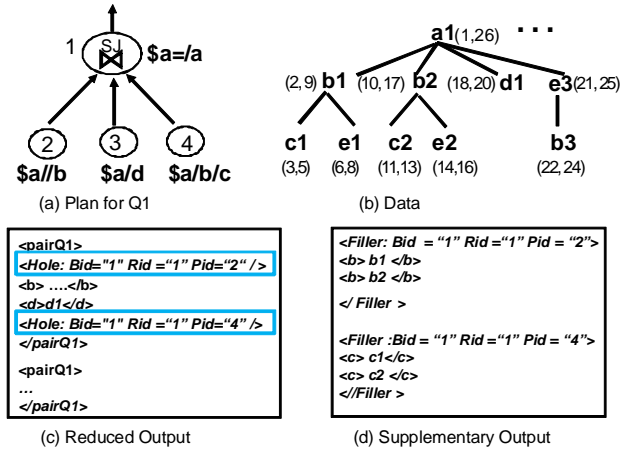 1 SJ $a=/a
2 3 4
$a//b $a/d $a/b/c
(a) Plan for Q1
a1(1,26) ...
(2,9) b1 (10,17) b2 (18,20) d1 e3(21,25)
c1 e1 c2 e2 b3
(3,5) (6,8) (11,13) (14,16) (22,24)
(b) Data
<pairQ1>
<Hole: Bid="1" Rid =“1” Pid=“2“ / >
<b> ….</b>
<d>d1</d>
<Hole: Bid="1" Rid =“1” Pid=“4” />
</pairQ1>
<pairQ1>
…
</pairQ1>
(c) Reduced Output
<Filler: Bid = “1” Rid =“1” Pid = “2”>
<b> b1 </b>
<b> b2 </b>
</ Filler >
<Filler :Bid = “1” Rid =“1” Pid = “4”>
<c> c1</c>
<c> c2 </c>
<//Filler >
(d) Supplementary Output